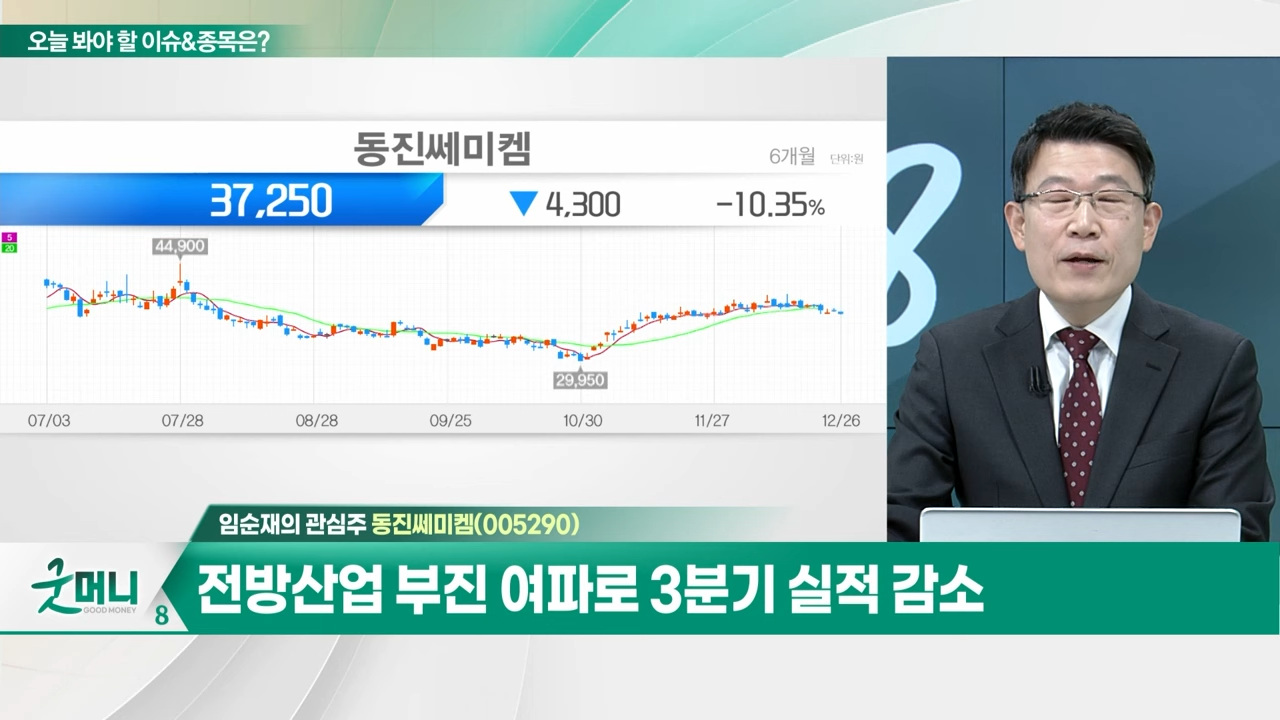 오늘 봐야 할 이슈&종목은?
동진쎄미켐
6개월 단위:원
37,250 ▼ 4,300 -10.35%
5
20
44,900
29,950
07/03 07/28 08/28 09/25 10/30 11/27 12/26
임순재의 관심주 동진쎄미켐(005290)
굿머니
GOOD MONEY
8
전방산업 부진 여파로 3분기 실적 감소